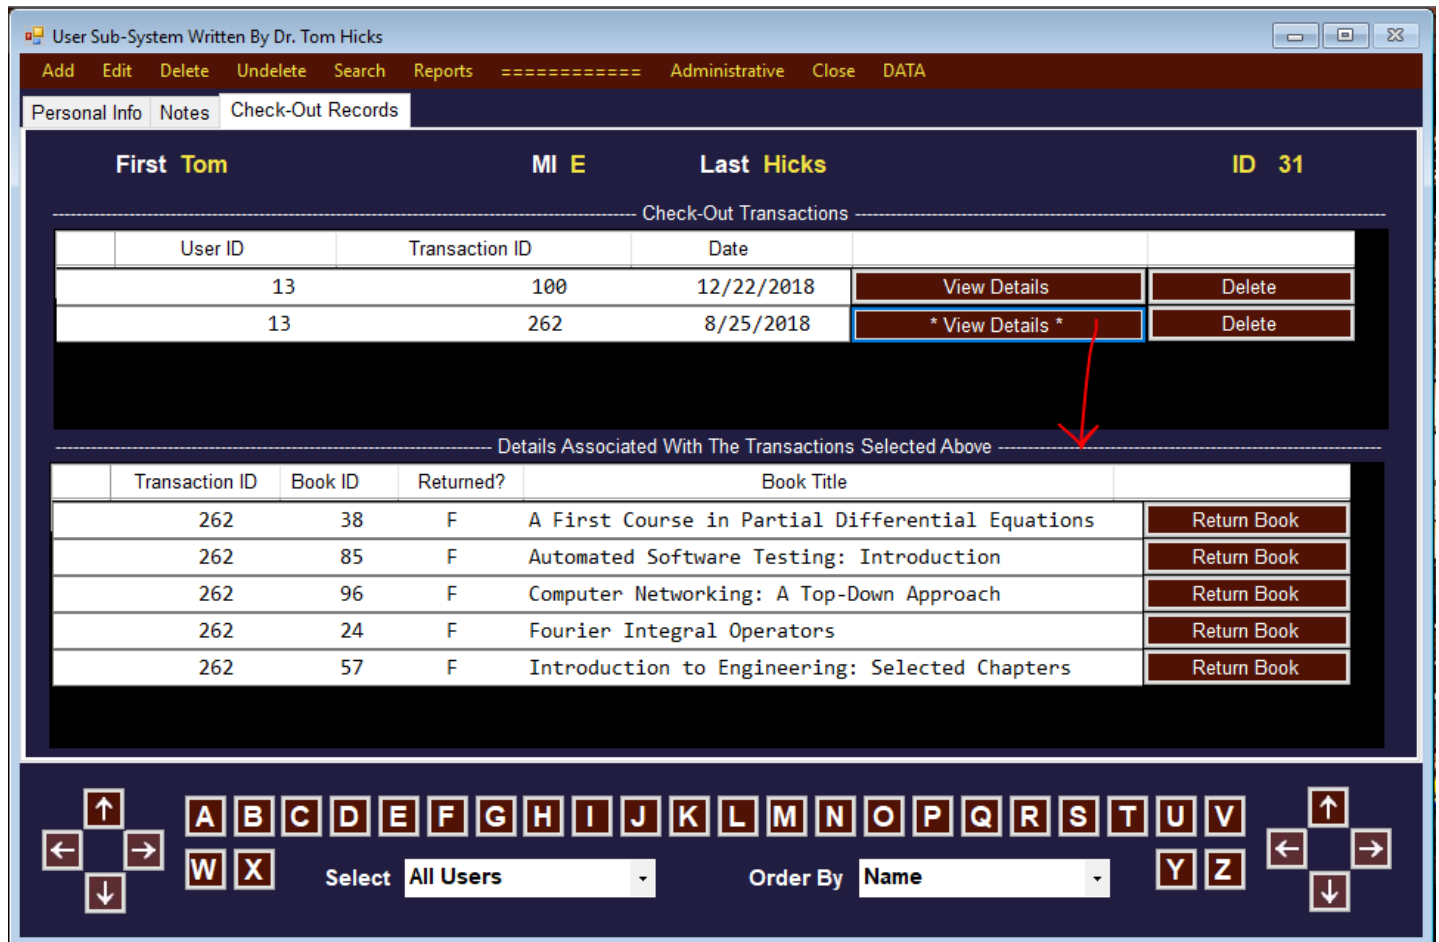 User Sub-System Written By Dr. Tom Hicks
Add Edit Delete Undelete Search Reports ============ Administrative Close DATA
Personal Info Notes Check-Out Records
First Tom MI E Last Hicks ID 31
Check-Out Transactions
User ID Transaction ID Date
13 100 12/22/2018 View Details Delete
13 262 8/25/2018 * View Details * Delete
Details Associated With The Transactions Selected Above
Transaction ID Book ID Returned? Book Title
262 38 F A First Course in Partial Differential Equations Return Book
262 85 F Automated Software Testing: Introduction Return Book
262 96 F Computer Networking: A Top-Down Approach Return Book
262 24 F Fourier Integral Operators Return Book
262 57 F Introduction to Engineering: Selected Chapters Return Book
A B C D E F G H I J K L M N O P Q R S T U V
W X Select All Users Order By Name Y Z